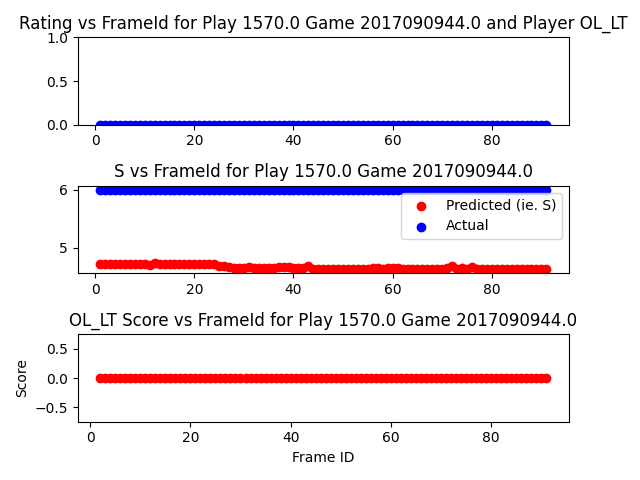 Rating vs FrameId for Play 1570.0 Game 2017090944.0 and Player OL_LT
1.0
0.5
0.0
0 20 40 60 80
S vs FrameId for Play 1570.0 Game 2017090944.0
6
5
Predicted (ie. S)
Actual
0 20 40 60 80
OL_LT Score vs FrameId for Play 1570.0 Game 2017090944.0
Score
0.5
0.0
−0.5
0 20 40 60 80
Frame ID